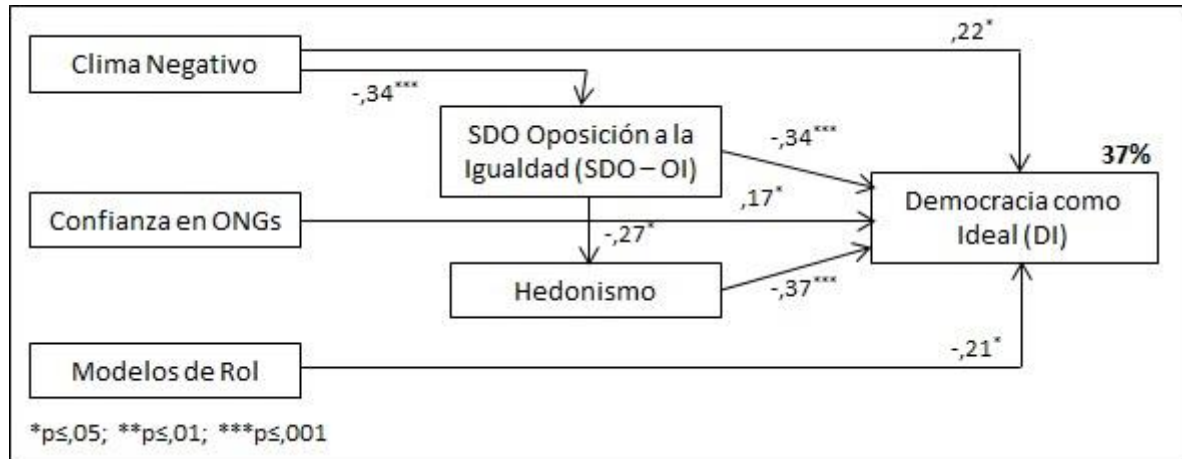 ,22*
Clima Negativo
-,34***
SDO Oposición a la
Igualdad (SDO – OI)
-,34***
37%
Confianza en ONGs
,17*
Democracia como
Ideal (DI)
-,27*
Hedonismo
-,37***
Modelos de Rol
-,21*
*p≤,05; **p≤,01; ***p≤,001